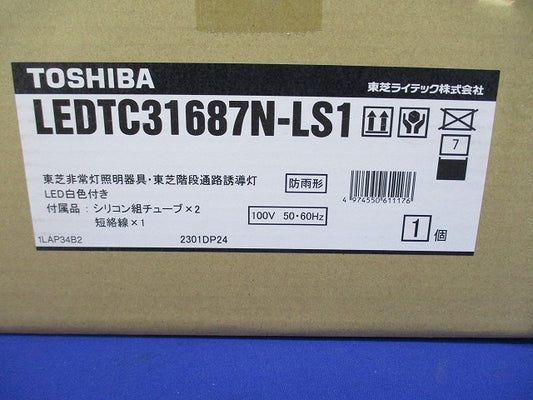 TOSHIBA 東芝ライテック株式会社
LEDTC31687N-LS1
7
東芝非常灯照明器具・東芝階段通路誘導灯 防雨形
LED白色付き
付属品:シリコン組チューブ×2 100V 50・60Hz 4 974550 611176
短絡線×1
1個
1LAP34B2 2301DP24